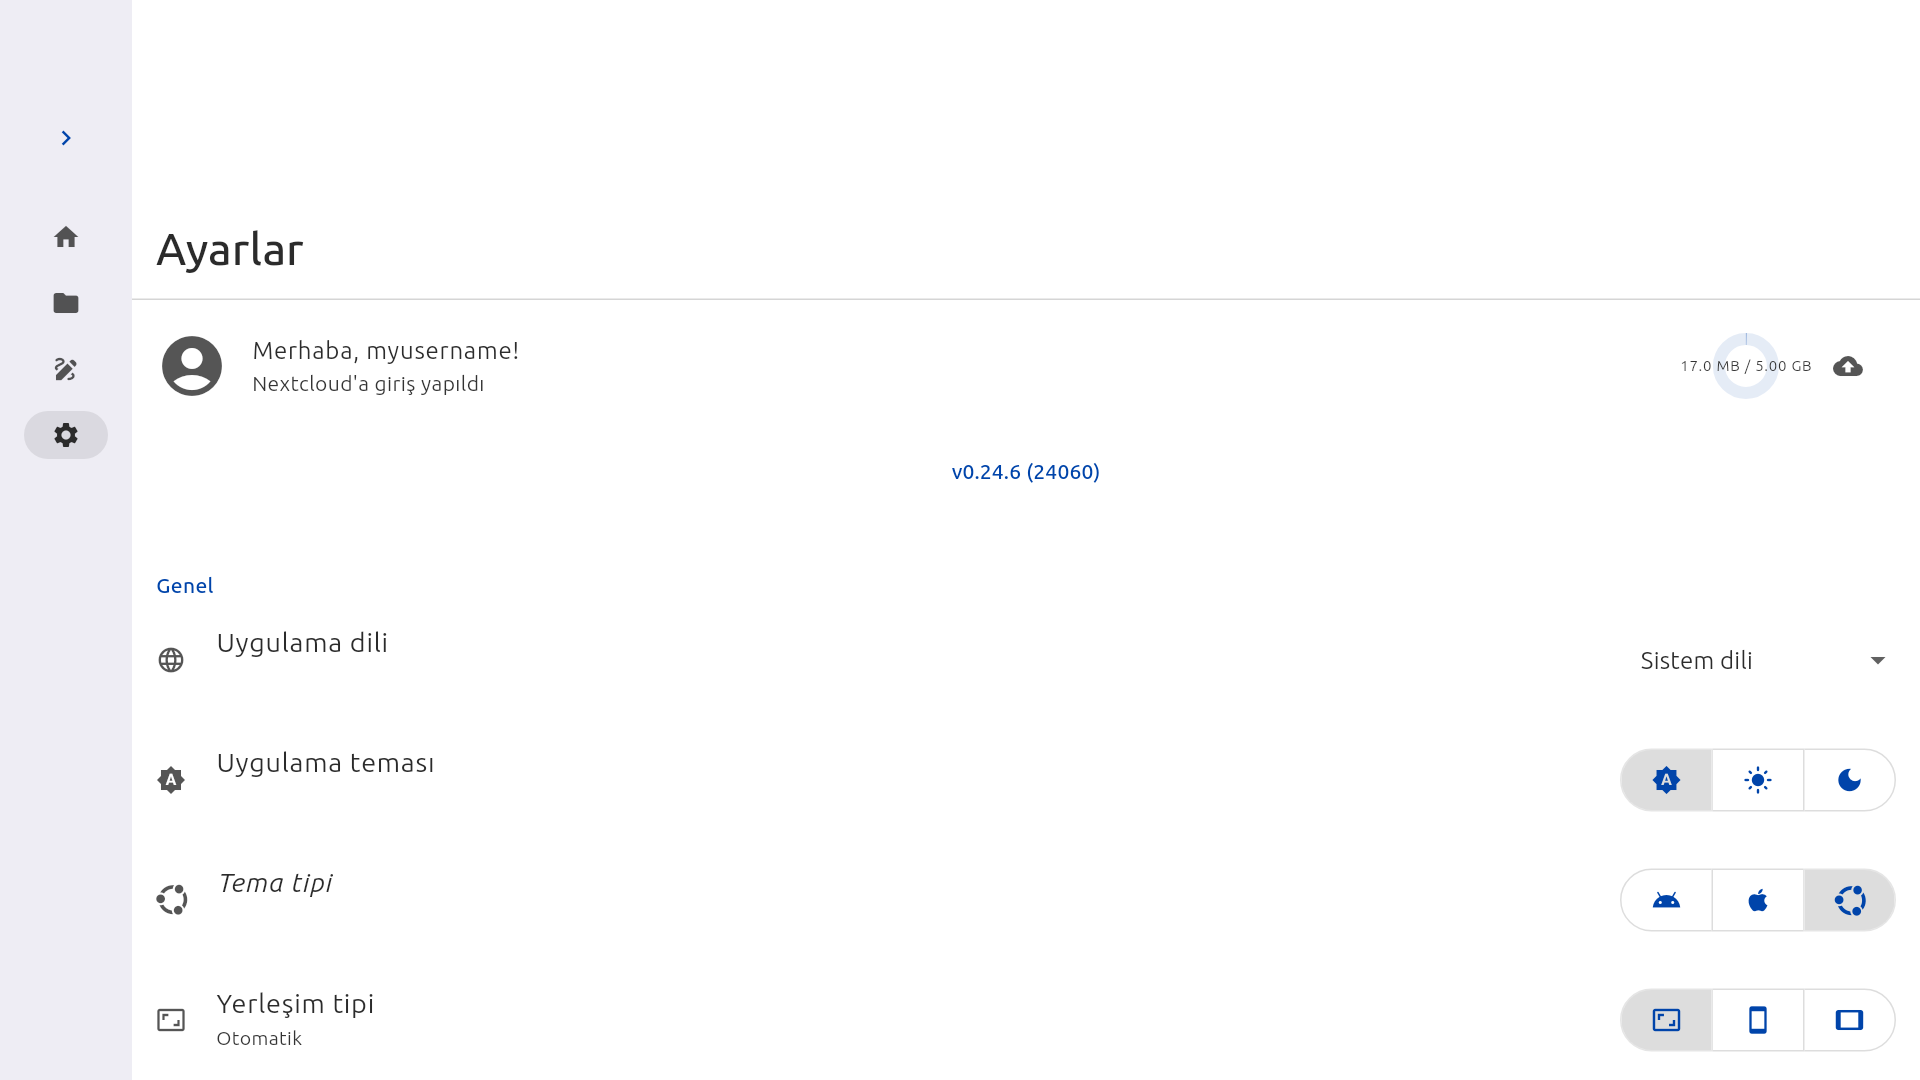 Ayarlar
Merhaba, myusername!
Nextcloud'a giriş yapıldı
17.0 MB / 5.00 GB
v0.24.6 (24060)
Genel
Uygulama dili
Sistem dili
Uygulama teması
Tema tipi
Yerleşim tipi
Otomatik